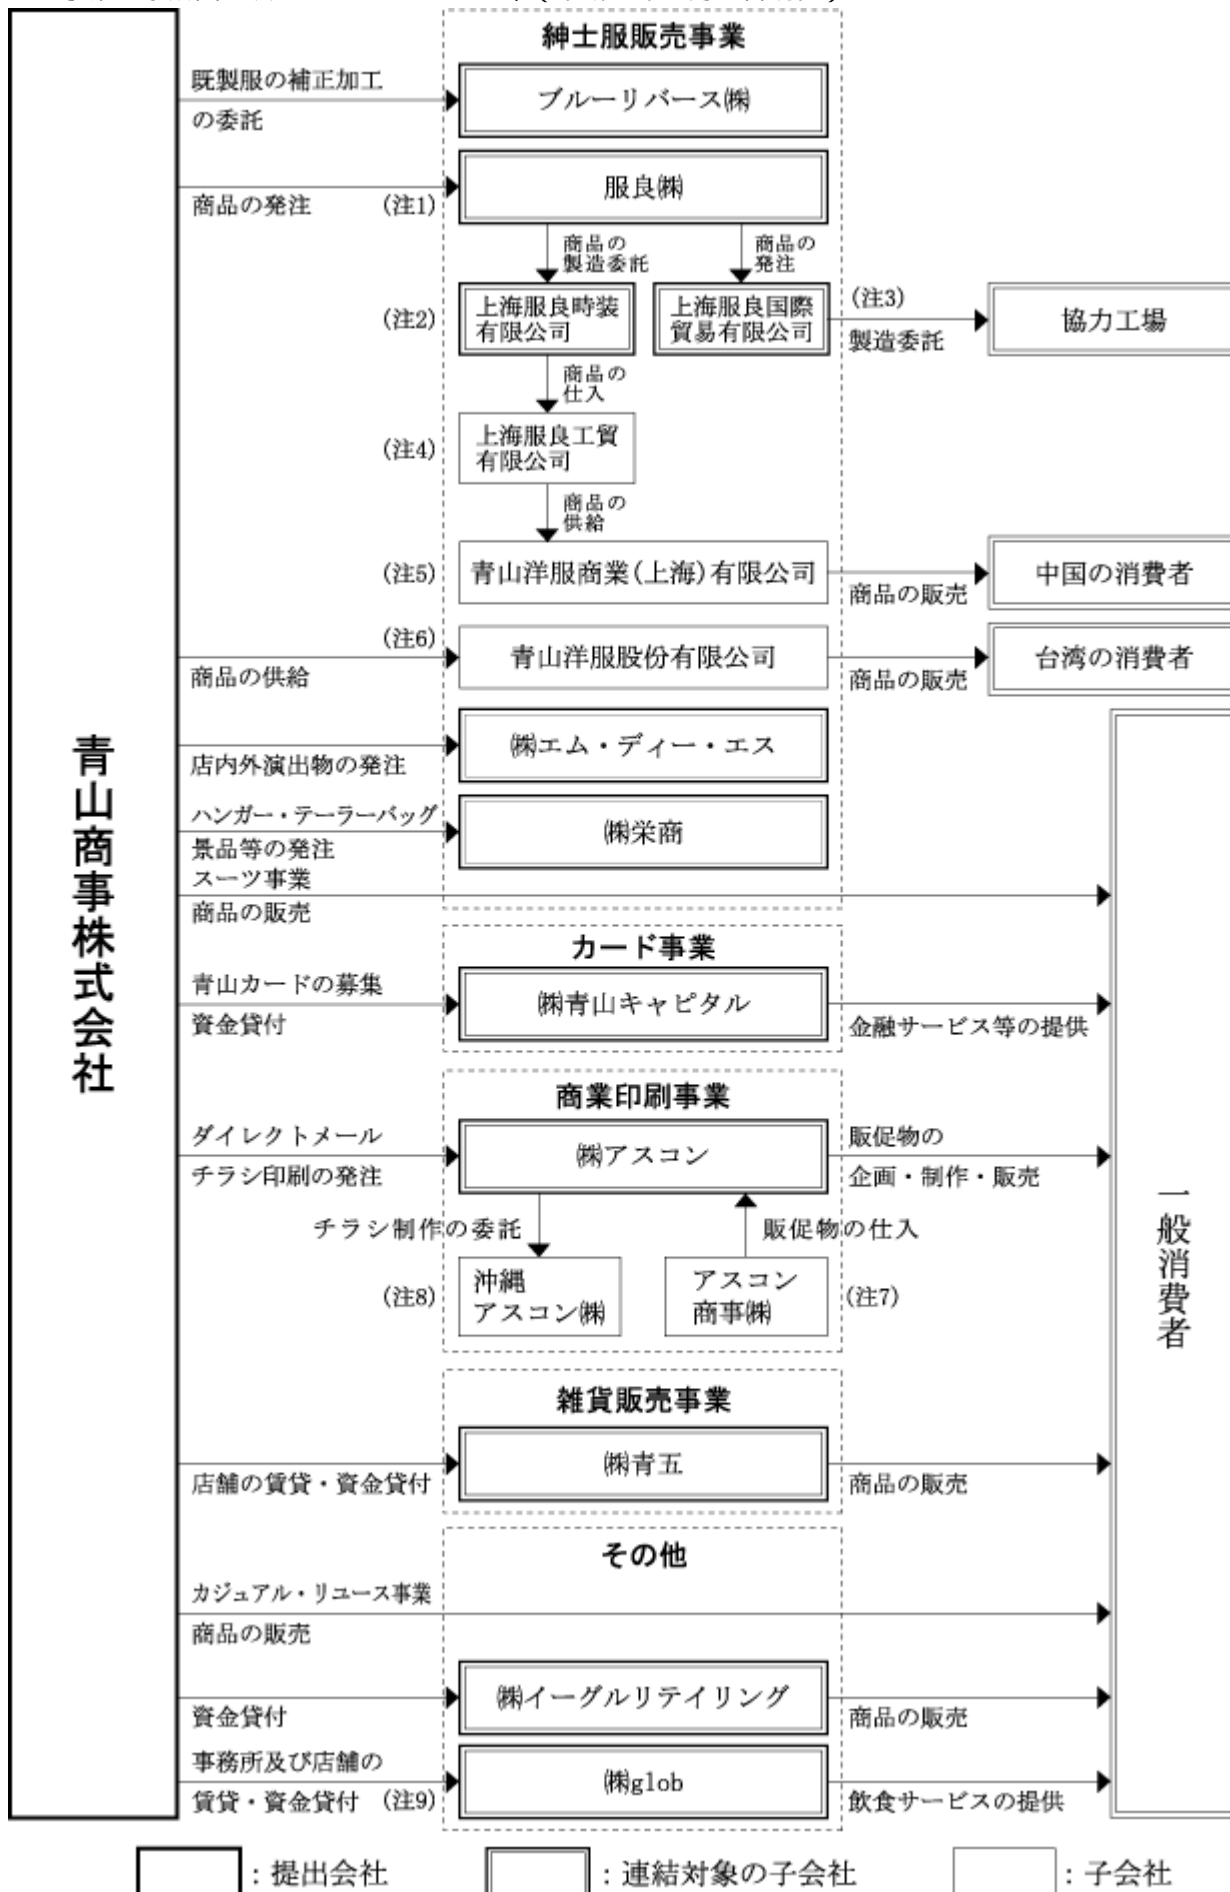 紳士服販売事業
既製服の補正加工
の委託
ブルーリバース㈱
商品の発注
(注1)
服良㈱
商品の
製造委託
商品の
発注
(注2)
上海服良時装
有限公司
上海服良国際
貿易有限公司
(注3)
製造委託
協力工場
商品の
仕入
(注4)
上海服良工貿
有限公司
商品の
供給
(注5)
青山洋服商業(上海)有限公司
商品の販売
中国の消費者
(注6)
商品の供給
青山洋服股份有限公司
商品の販売
台湾の消費者
青山商事株式会社
店内外演出物の発注
㈱エム・ディー・エス
ハンガー・テーラーバッグ
景品等の発注
㈱栄商
スーツ事業
商品の販売
カード事業
青山カードの募集
資金貸付
㈱青山キャピタル
金融サービス等の提供
商業印刷事業
ダイレクトメール
チラシ印刷の発注
㈱アスコン
販促物の
企画・制作・販売
一般消費者
チラシ制作の委託
販促物の仕入
(注8)
沖縄
アスコン㈱
アスコン
商事㈱
(注7)
雑貨販売事業
店舗の賃貸・資金貸付
㈱青五
商品の販売
その他
カジュアル・リユース事業
商品の販売
資金貸付
㈱イーグルリテイリング
商品の販売
事務所及び店舗の
賃貸・資金貸付
(注9)
㈱glob
飲食サービスの提供
：提出会社
：連結対象の子会社
：子会社